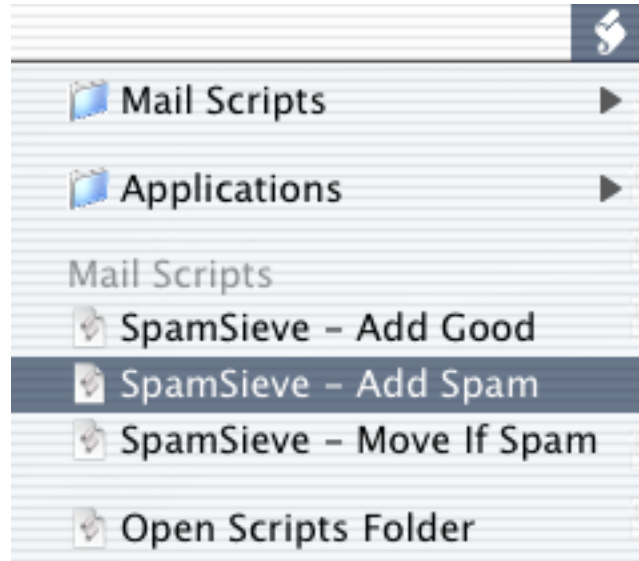 Mail Scripts
Applications
Mail Scripts
SpamSieve – Add Good
SpamSieve – Add Spam
SpamSieve – Move If Spam
Open Scripts Folder